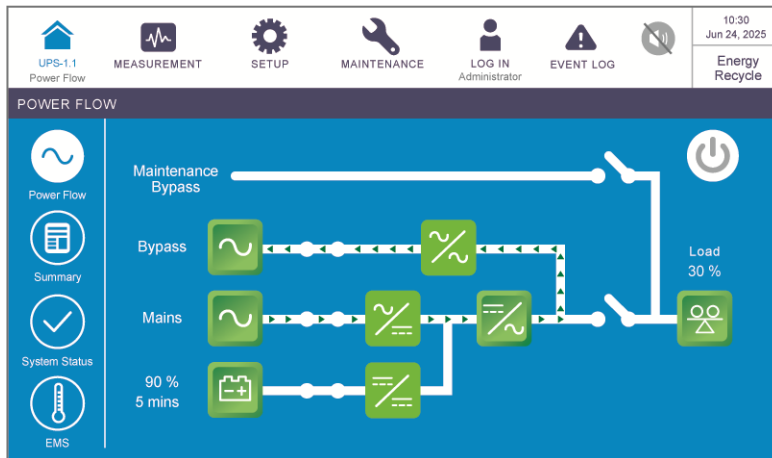 UPS-1.1
Power Flow
MEASUREMENT
SETUP
MAINTENANCE
LOG IN
Administrator
EVENT LOG
10:30
Jun 24, 2025
Energy
Recycle
POWER FLOW
Power Flow
Summary
System Status
EMS
Maintenance
Bypass
Bypass
Mains
90 %
5 mins
Load
30 %